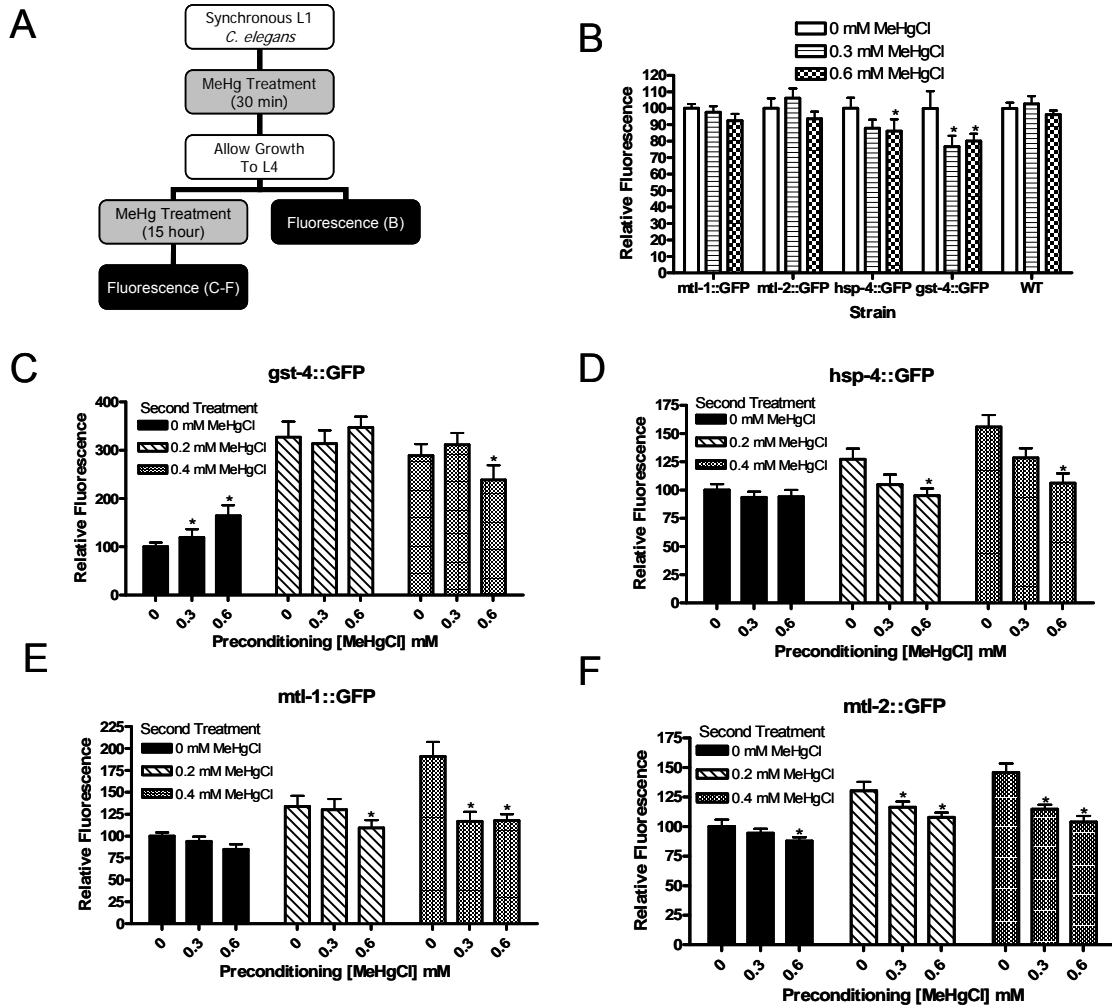 A
Synchronous L1
C. elegans
MeHg Treatment
(30 min)
Allow Growth
To L4
MeHg Treatment
(15 hour)
Fluorescence (B)
Fluorescence (C-F)
B
0 mM MeHgCl
0.3 mM MeHgCl
0.6 mM MeHgCl
Relative Fluorescence
120
110
100
90
80
70
60
50
40
30
20
10
0
* * *
mtl-1::GFP mtl-2::GFP hsp-4::GFP gst-4::GFP WT
Strain
C
gst-4::GFP
Second Treatment
0 mM MeHgCl
0.2 mM MeHgCl
0.4 mM MeHgCl
Relative Fluorescence
400
300
200
100
0
* * *
0 0.3 0.6 0 0.3 0.6 0 0.3 0.6
Preconditioning [MeHgCl] mM
D
hsp-4::GFP
Second Treatment
0 mM MeHgCl
0.2 mM MeHgCl
0.4 mM MeHgCl
Relative Fluorescence
175
150
125
100
75
50
25
0
* *
0 0.3 0.6 0 0.3 0.6 0 0.3 0.6
Preconditioning [MeHgCl] mM
E
mtl-1::GFP
Second Treatment
0 mM MeHgCl
0.2 mM MeHgCl
0.4 mM MeHgCl
Relative Fluorescence
225
200
175
150
125
100
75
50
25
0
* * *
0 0.3 0.6 0 0.3 0.6 0 0.3 0.6
Preconditioning [MeHgCl] mM
F
mtl-2::GFP
Second Treatment
0 mM MeHgCl
0.2 mM MeHgCl
0.4 mM MeHgCl
Relative Fluorescence
175
150
125
100
75
50
25
0
* * * * *
0 0.3 0.6 0 0.3 0.6 0 0.3 0.6
Preconditioning [MeHgCl] mM